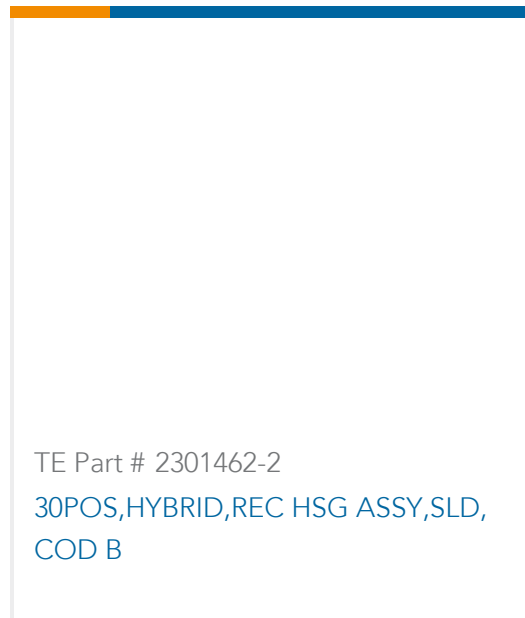 TE Part # 2301462-2
30POS,HYBRID,REC HSG ASSY,SLD,
COD B